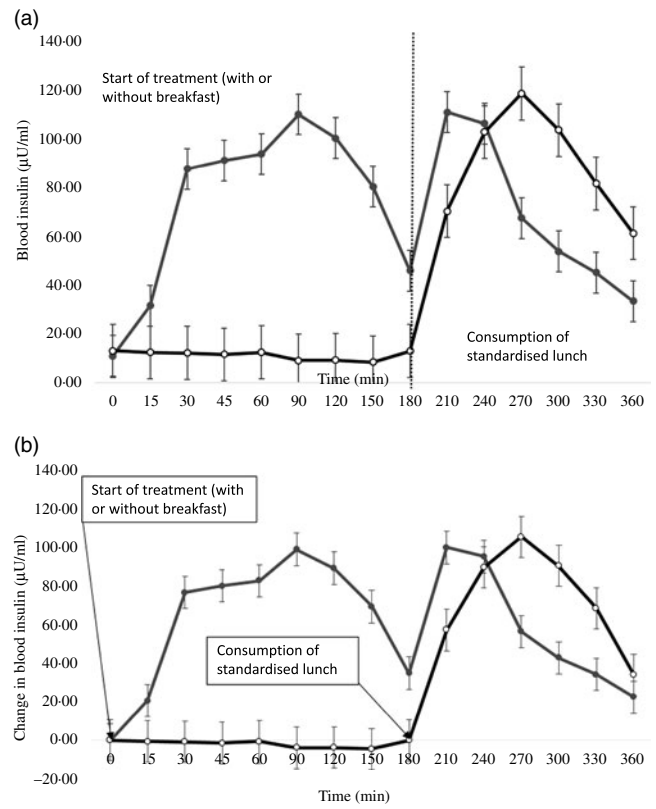 (a)
140·00
120·00
100·00
80·00
60·00
40·00
20·00
0·00
Blood insulin (μU/ml)
Start of treatment (with or
without breakfast)
Consumption of
standardised lunch
Time (min)
0 15 30 45 60 90 120 150 180 210 240 270 300 330 360
(b)
140·00
120·00
100·00
80·00
60·00
40·00
20·00
0·00
−20·00
Change in blood insulin (μU/ml)
Start of treatment (with
or without breakfast)
Consumption of
standardised lunch
0 15 30 45 60 90 120 150 180 210 240 270 300 330 360
Time (min)